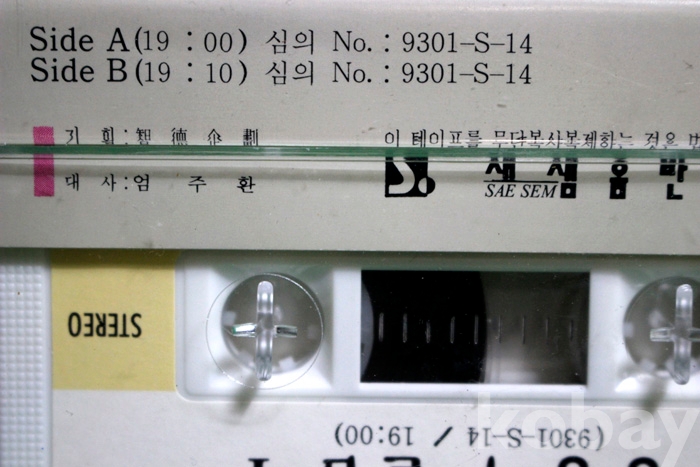 Side A(19 : 00) 심의 No. : 9301-S-14
Side B(19 : 10) 심의 No. : 9301-S-14
기 획 : 智 德 企 劃
이 테이프를 무단복사복제하는 것은
대 사 : 엄 주 환
새샘음반
SAE SEM
STEREO
(9301-S-14 / 19:00)
kobay